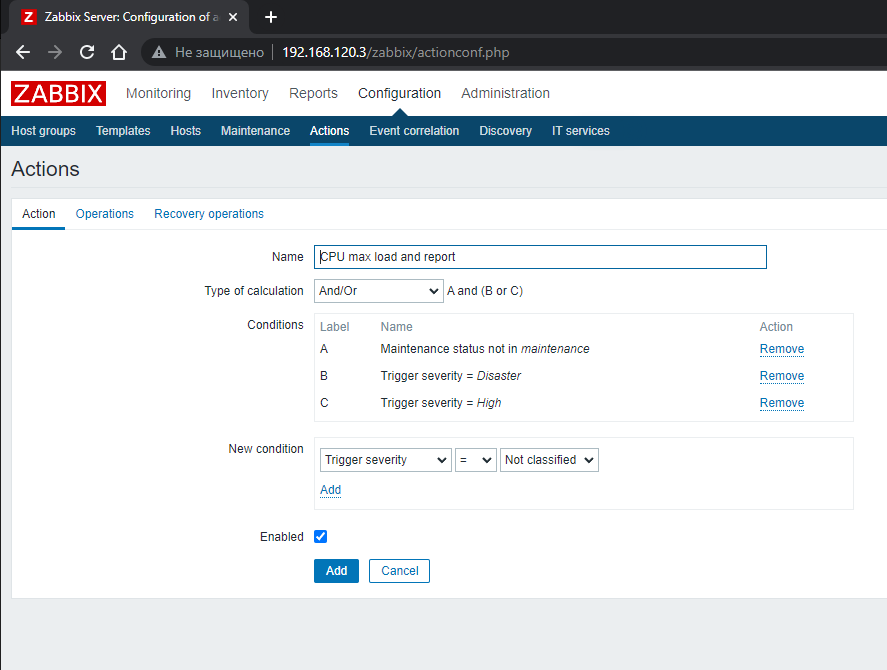 Z Zabbix Server: Configuration of a
Не защищено 192.168.120.3/zabbix/actionconf.php
ZABBIX Monitoring Inventory Reports Configuration Administration
Host groups Templates Hosts Maintenance Actions Event correlation Discovery IT services
Actions
Action Operations Recovery operations
Name CPU max load and report
Type of calculation And/Or A and (B or C)
Conditions Label Name Action
A Maintenance status not in maintenance Remove
B Trigger severity = Disaster Remove
C Trigger severity = High Remove
New condition Trigger severity = Not classified
Add
Enabled
Add Cancel